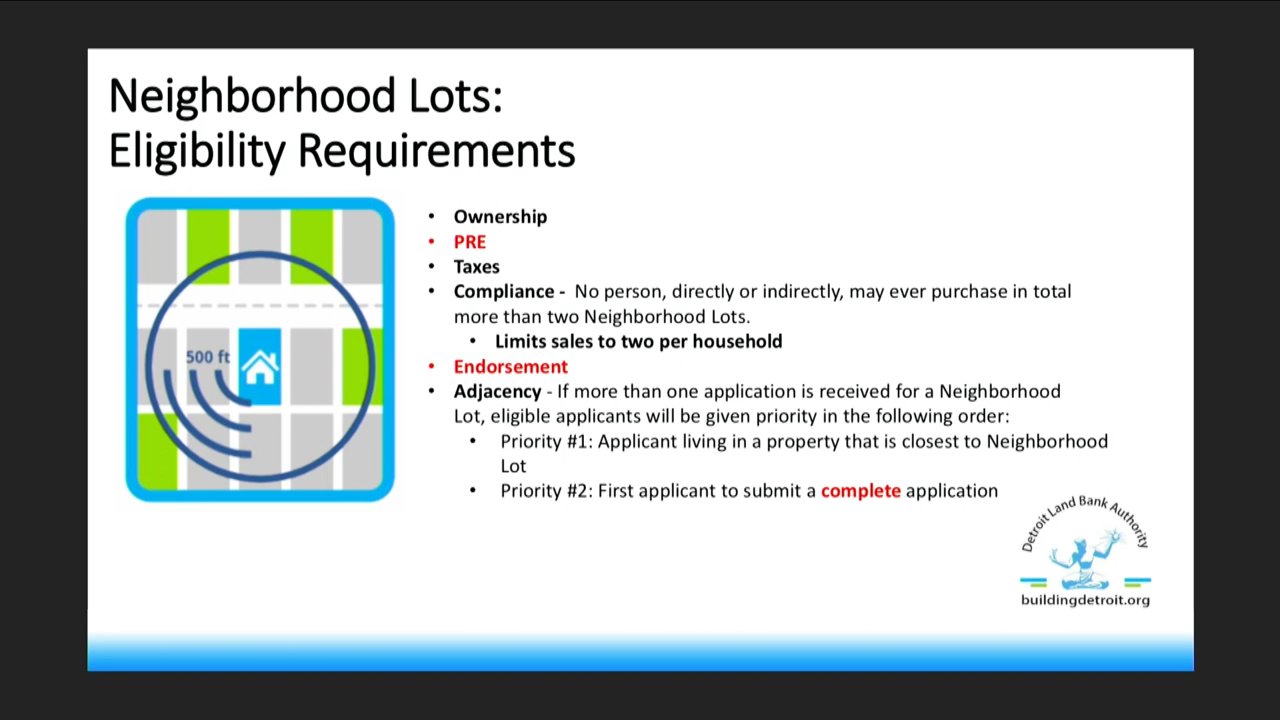 Neighborhood Lots:
Eligibility Requirements
500 ft
• Ownership
• PRE
• Taxes
• Compliance - No person, directly or indirectly, may ever purchase in total
more than two Neighborhood Lots.
• Limits sales to two per household
• Endorsement
• Adjacency - If more than one application is received for a Neighborhood
Lot, eligible applicants will be given priority in the following order:
• Priority #1: Applicant living in a property that is closest to Neighborhood
Lot
• Priority #2: First applicant to submit a complete application
Detroit Land Bank Authority
buildingdetroit.org